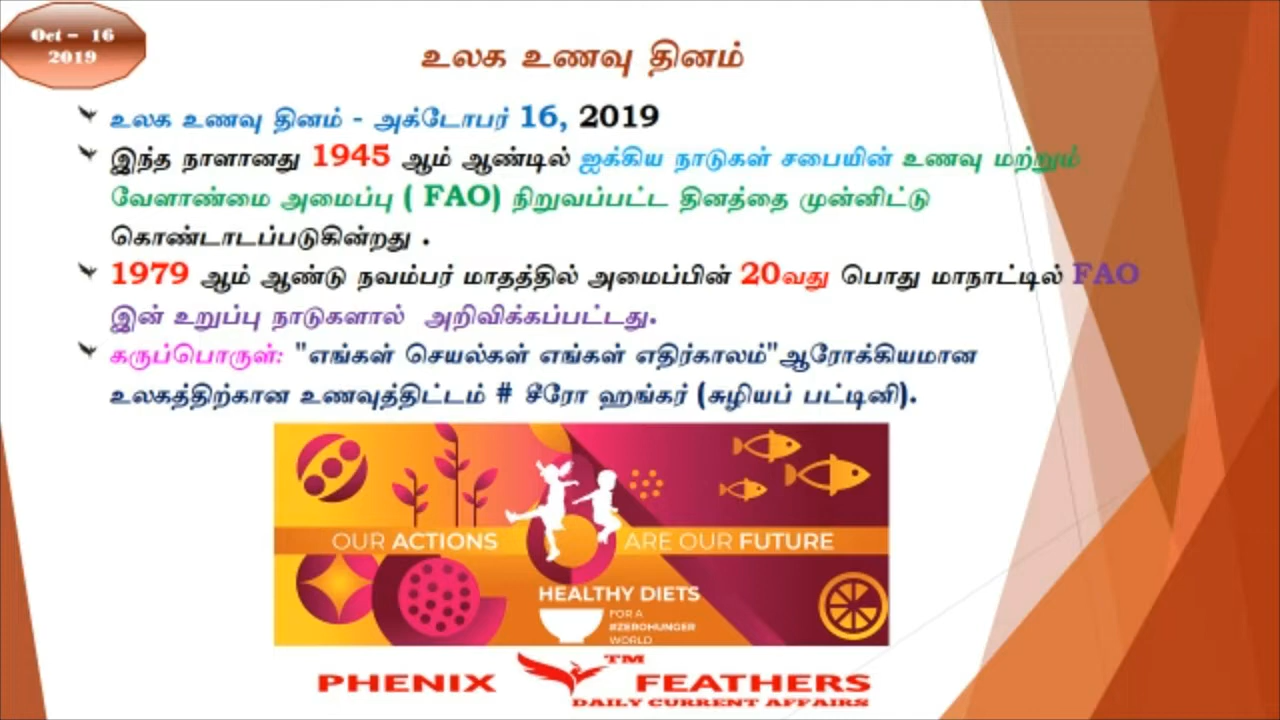 Oct – 16
2019
உலக உணவு தினம்
உலக உணவு தினம் - அக்டோபர் 16, 2019
இந்த நாளானது 1945 ஆம் ஆண்டில் ஐக்கிய நாடுகள் சபையின் உணவு மற்றும்
வேளாண்மை அமைப்பு ( FAO) நிறுவப்பட்ட தினத்தை முன்னிட்டு
கொண்டாடப்படுகின்றது .
1979 ஆம் ஆண்டு நவம்பர் மாதத்தில் அமைப்பின் 20வது பொது மாநாட்டில் FAO
இன் உறுப்பு நாடுகளால் அறிவிக்கப்பட்டது.
கருப்பொருள்: "எங்கள் செயல்கள் எங்கள் எதிர்காலம்"ஆரோக்கியமான
உலகத்திற்கான உணவுத்திட்டம் # சீரோ ஹங்கர் (சுழியப் பட்டினி).
OUR ACTIONS ARE OUR FUTURE
HEALTHY DIETS
FOR A
#ZEROHUNGER
WORLD
PHENIX FEATHERS TM
DAILY CURRENT AFFAIRS